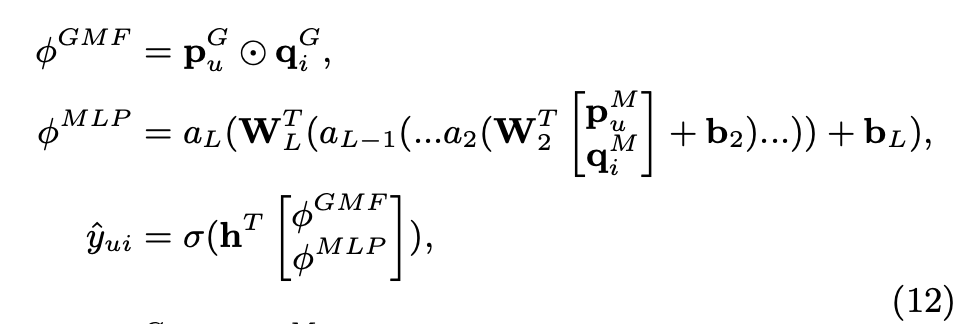 ϕ^{GMF} = p_u^G ⊙ q_i^G,
ϕ^{MLP} = a_L(W_L^T(a_{L−1}(...a_2(W_2^T [p_u^M; q_i^M] + b_2)...)) + b_L),
ŷ_{ui} = σ(h^T [ϕ^{GMF}; ϕ^{MLP}]),
(12)